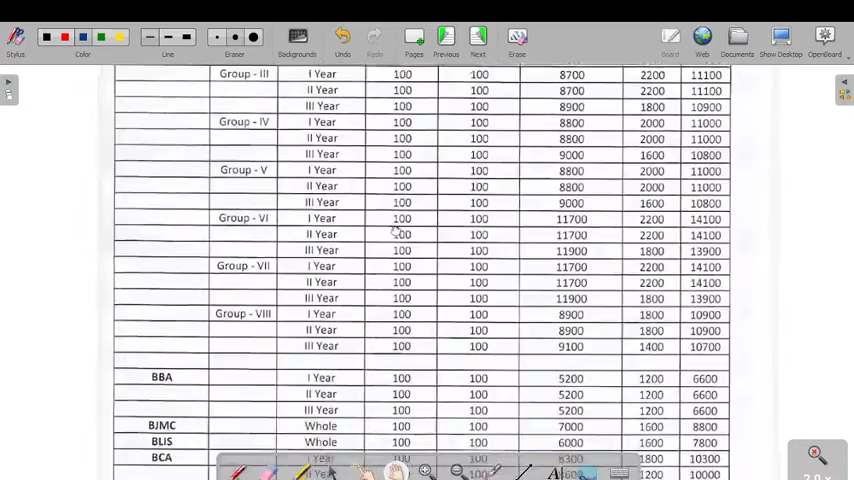 Stylus Color Line Eraser Backgrounds Undo Redo Pages Previous Next Erase Board Web Documents Show Desktop OpenBoard
Group - III I Year 100 100 8700 2200 11100
II Year 100 100 8700 2200 11100
III Year 100 100 8900 1800 10900
Group - IV I Year 100 100 8800 2000 11000
II Year 100 100 8800 2000 11000
III Year 100 100 9000 1600 10800
Group - V I Year 100 100 8800 2000 11000
II Year 100 100 8800 2000 11000
III Year 100 100 9000 1600 10800
Group - VI I Year 100 100 11700 2200 14100
II Year 100 100 11700 2200 14100
III Year 100 100 11900 1800 13900
Group - VII I Year 100 100 11700 2200 14100
II Year 100 100 11700 2200 14100
III Year 100 100 11900 1800 13900
Group - VIII I Year 100 100 8900 1800 10900
II Year 100 100 8900 1800 10900
III Year 100 100 9100 1400 10700
BBA I Year 100 100 5200 1200 6600
II Year 100 100 5200 1200 6600
III Year 100 100 5200 1200 6600
BJMC Whole 100 100 7000 1600 8800
BLIS Whole 100 100 6000 1600 7800
BCA I Year 100 100 8300 1800 10300
1200 10000